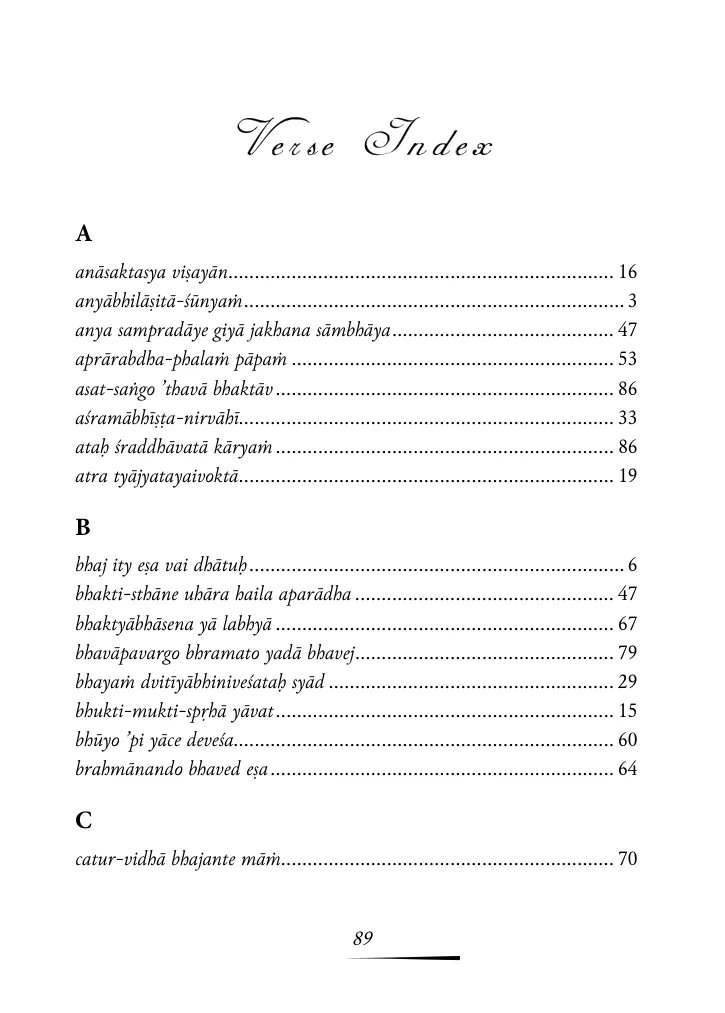 Verse Index
A
anāsaktasya viṣayān.............................................................. 16
anyābhilāṣitā-śūnyaṁ.............................................................. 3
anya sampradāye giyā jakhana sāmbhāya.................................... 47
aprārabdha-phalaṁ pāpaṁ .................................................... 53
asat-saṅgo ’thavā bhaktāv ....................................................... 86
aśramābhīṣṭa-nirvāhī............................................................. 33
ataḥ śraddhāvatā kāryaṁ ....................................................... 86
atra tyājyatayaivoktā............................................................. 19
B
bhaj ity eṣa vai dhātuḥ............................................................. 6
bhakti-sthāne uhāra haila aparādha .......................................... 47
bhaktyābhāsena yā labhyā ....................................................... 67
bhavāpavargo bhramato yadā bhavej.......................................... 79
bhayaṁ dvitīyābhiniveśataḥ syād .............................................. 29
bhukti-mukti-spṛhā yāvat ....................................................... 15
bhūyo ’pi yāce deveśa.............................................................. 60
brahmānando bhaved eṣa ........................................................ 64
C
catur-vidhā bhajante māṁ....................................................... 70
89